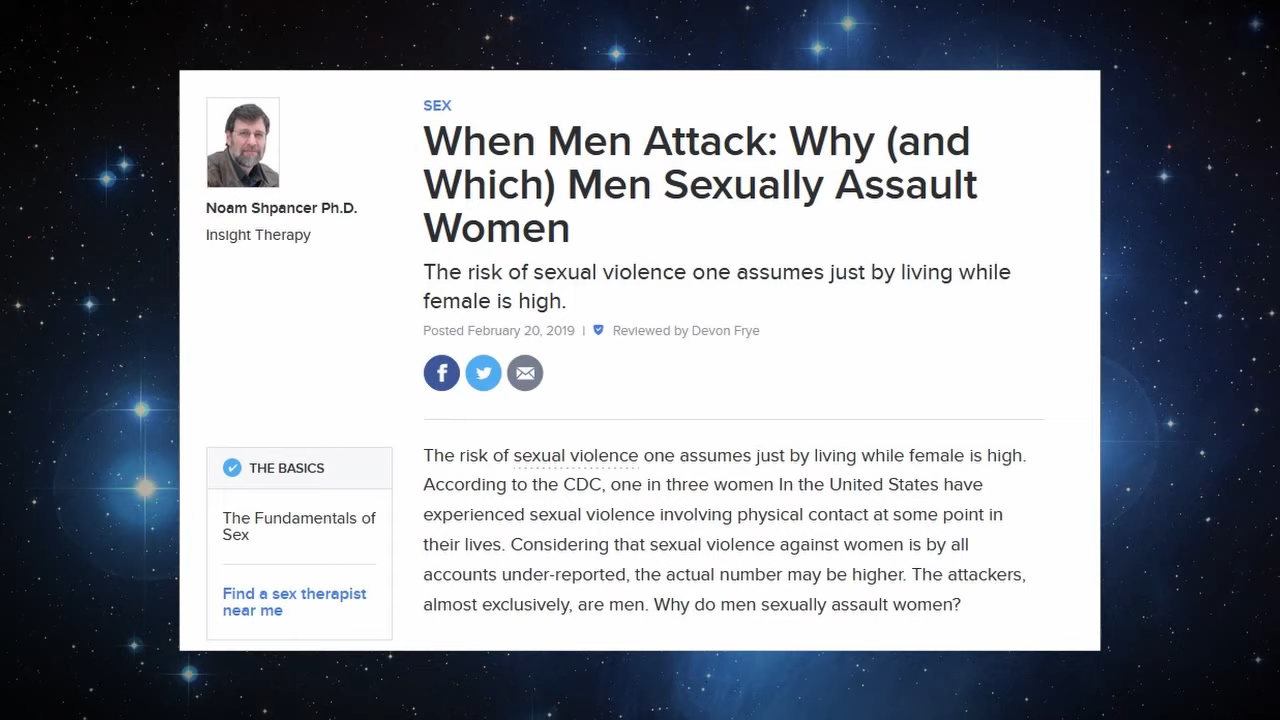 SEX
When Men Attack: Why (and
Which) Men Sexually Assault
Women
The risk of sexual violence one assumes just by living while
female is high.
Posted February 20, 2019 | Reviewed by Devon Frye
Noam Shpancer Ph.D.
Insight Therapy
The risk of sexual violence one assumes just by living while female is high.
According to the CDC, one in three women In the United States have
experienced sexual violence involving physical contact at some point in
their lives. Considering that sexual violence against women is by all
accounts under-reported, the actual number may be higher. The attackers,
almost exclusively, are men. Why do men sexually assault women?
THE BASICS
The Fundamentals of
Sex
Find a sex therapist
near me